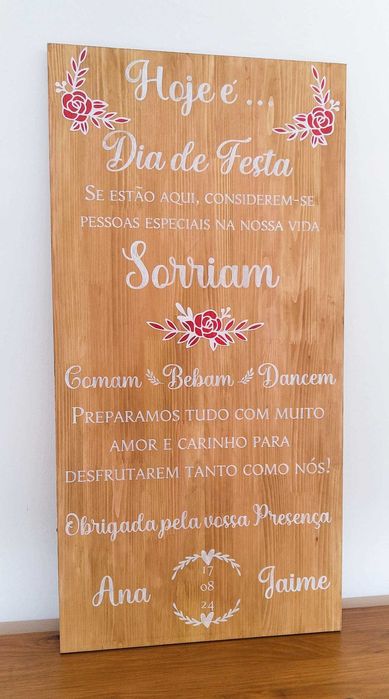 Hoje é ...
Dia de Festa
Se estão aqui, considerem-se
pessoas especiais na nossa vida
Sorriam
Comam Bebam Dancem
Preparamos tudo com muito
amor e carinho para
desfrutarem tanto como nós!
Obrigada pela vossa Presença
Ana
17
08
24
Jaime